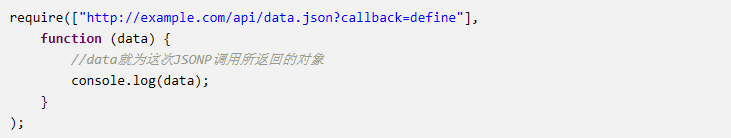 require(["http://example.com/api/data.json?callback=define"],
    function (data) {
        //data就为这次JSONP调用所返回的对象
        console.log(data);
    }
);